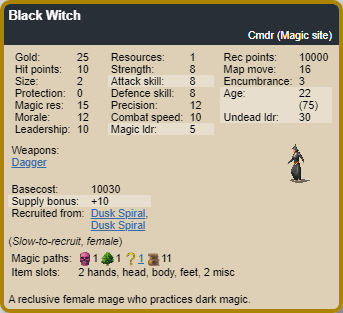 Black Witch
Cmdr (Magic site)
Gold: 25 Resources: 1 Rec points: 10000
Hit points: 10 Strength: 8 Map move: 16
Size: 2 Attack skill: 8 Encumbrance: 3
Protection: 0 Defence skill: 8 Age: 22
Magic res: 15 Precision: 12 (75)
Morale: 12 Combat speed: 10 Undead ldr: 30
Leadership: 10 Magic ldr: 5
Weapons:
Dagger
Basecost: 10030
Supply bonus: +10
Recruited from: Dusk Spiral,
Dusk Spiral
(Slow-to-recruit, female)
Magic paths: 1 1 ? 1 11
Item slots: 2 hands, head, body, feet, 2 misc
A reclusive female mage who practices dark magic.